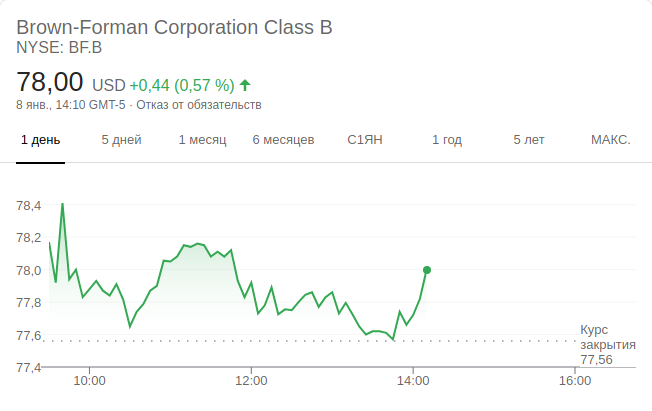 Brown-Forman Corporation Class B
NYSE: BF.B
78,00 USD +0,44 (0,57 %)
8 янв., 14:10 GMT-5 · Отказ от обязательств
1 день 5 дней 1 месяц 6 месяцев С1ЯН 1 год 5 лет МАКС.
78,4
78,2
78,0
77,8
77,6
Курс
закрытия
77,56
77,4
10:00 12:00 14:00 16:00